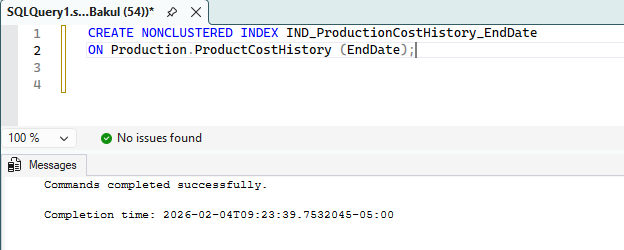 SQLQuery1.s...Bakul (54))*
1 CREATE NONCLUSTERED INDEX IND_ProductionCostHistory_EndDate
2 ON Production.ProductCostHistory (EndDate);
3
4
100 %
No issues found
Messages
Commands completed successfully.
Completion time: 2026-02-04T09:23:39.7532045-05:00